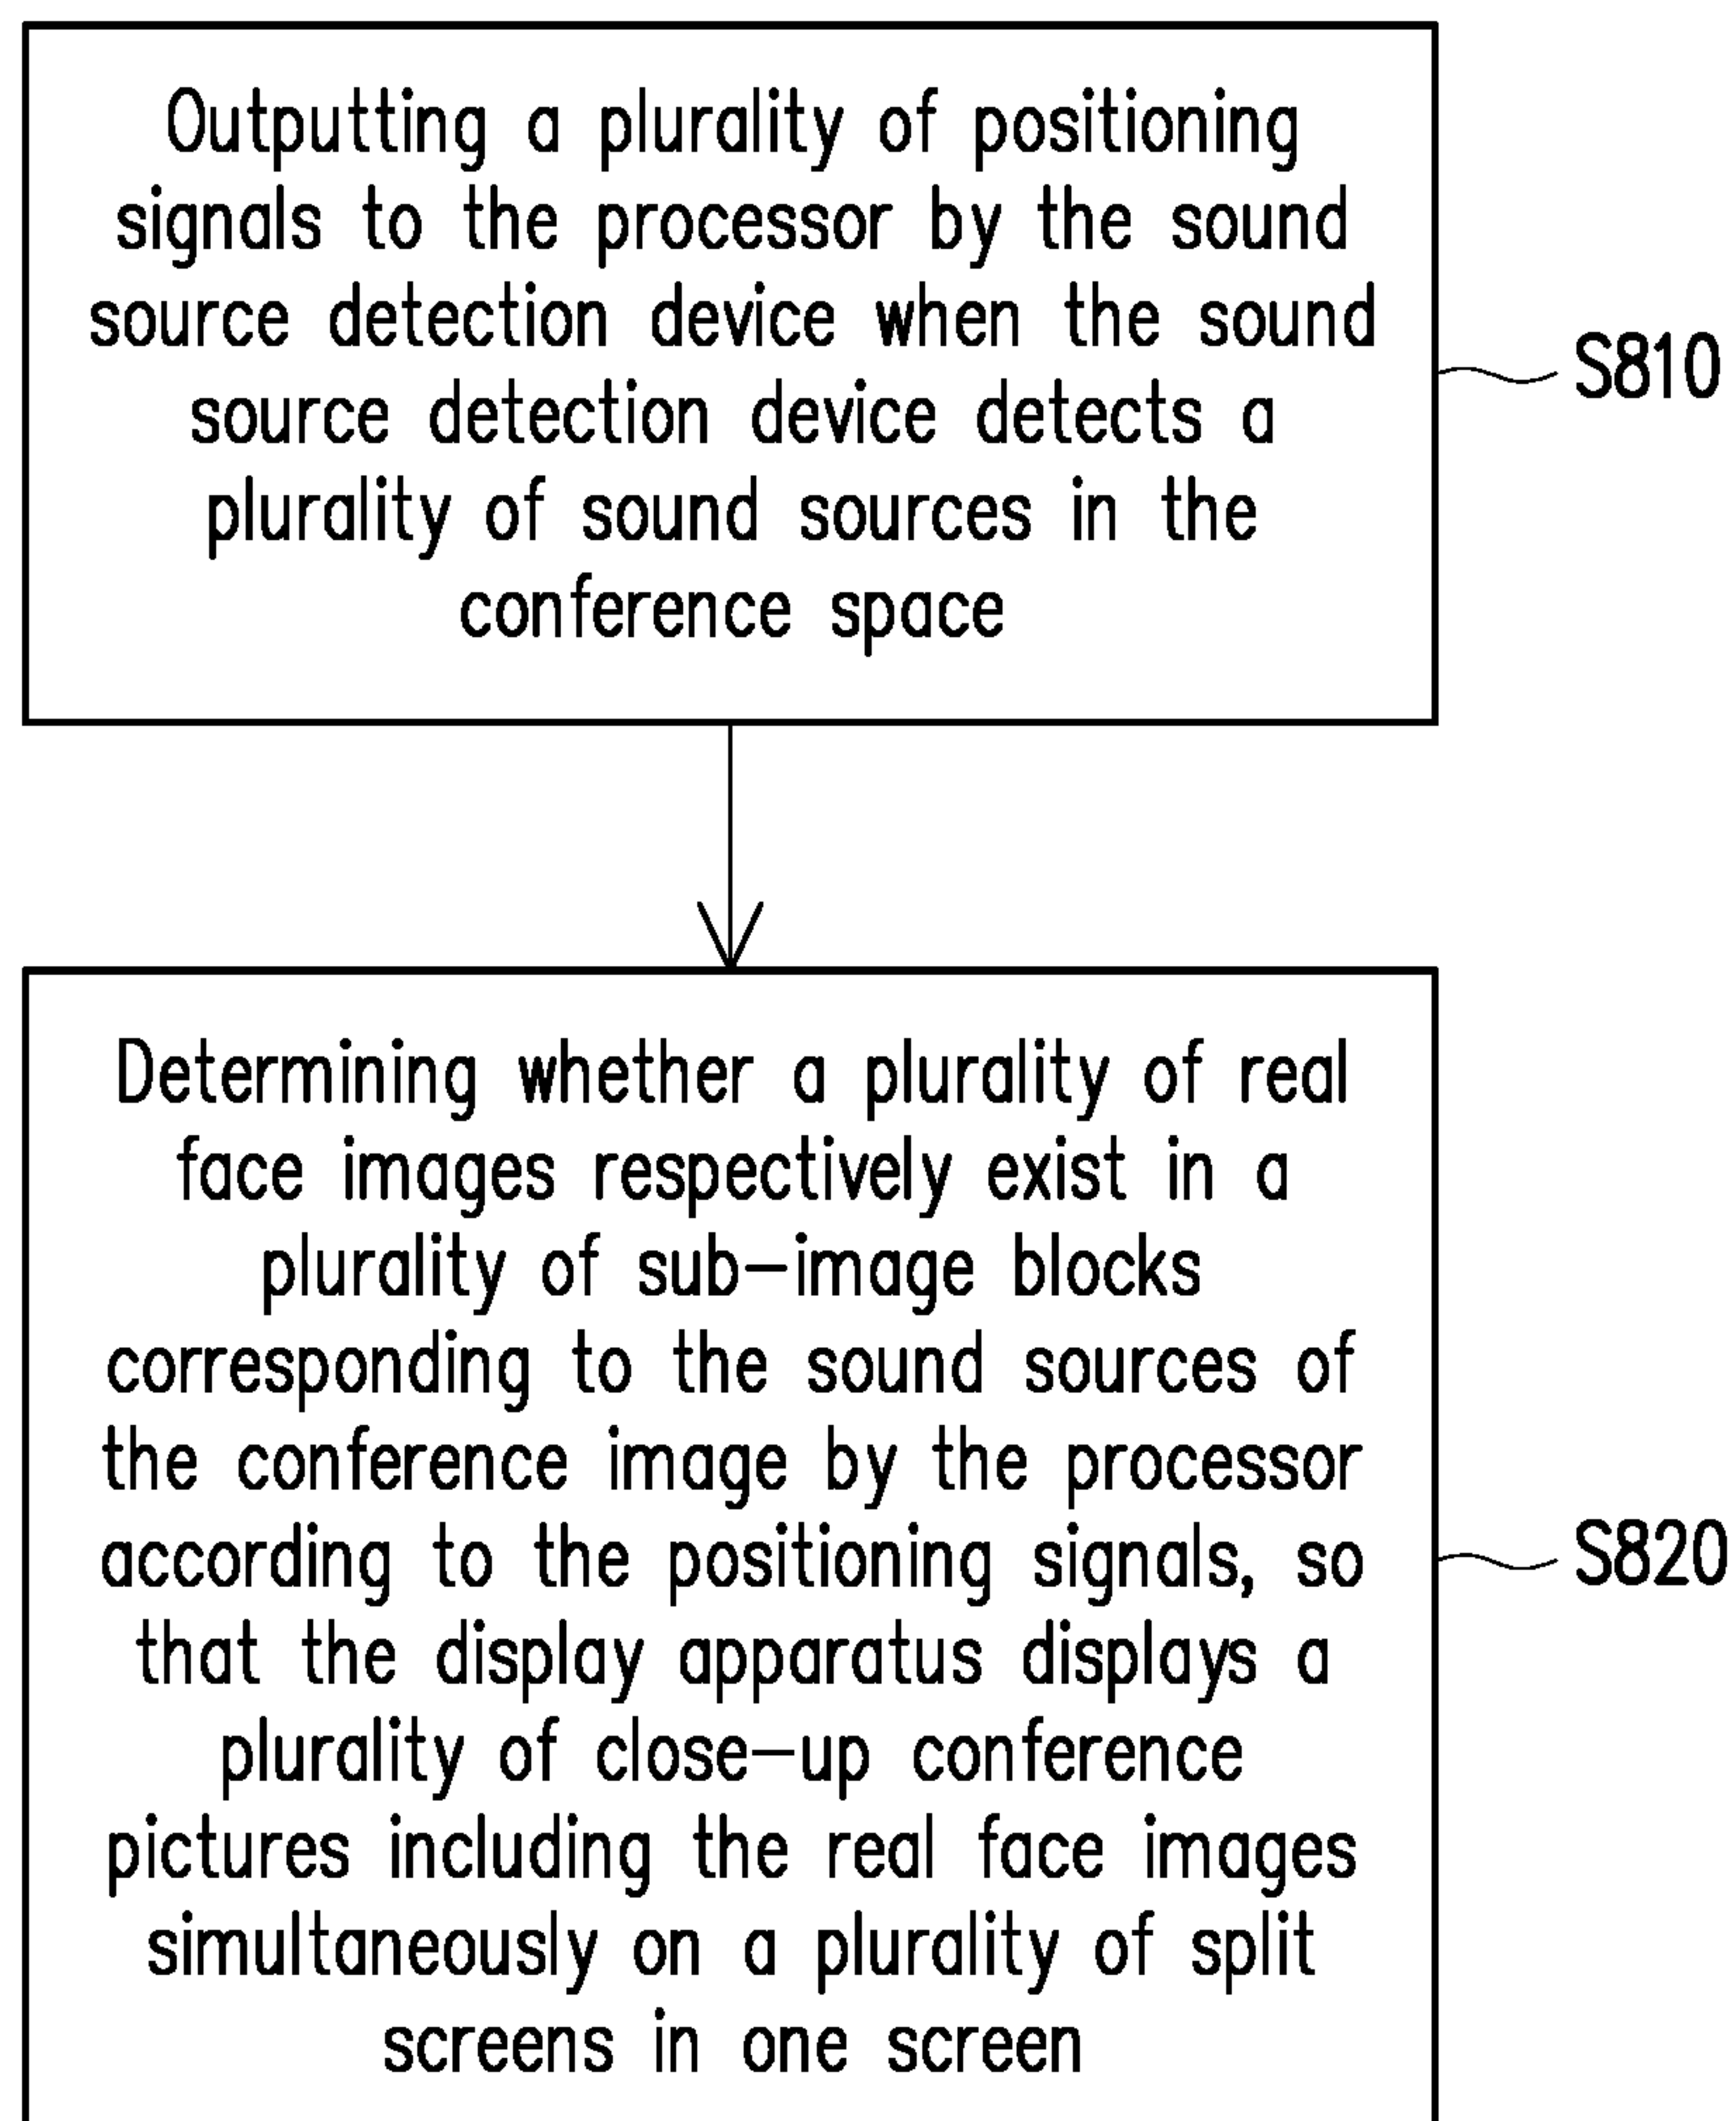 Outputting a plurality of positioning
signals to the processor by the sound
source detection device when the sound
source detection device detects a
plurality of sound sources in the
conference space
S810
Determining whether a plurality of real
face images respectively exist in a
plurality of sub-image blocks
corresponding to the sound sources of
the conference image by the processor
according to the positioning signals, so
that the display apparatus displays a
plurality of close-up conference
pictures including the real face images
simultaneously on a plurality of split
screens in one screen
S820